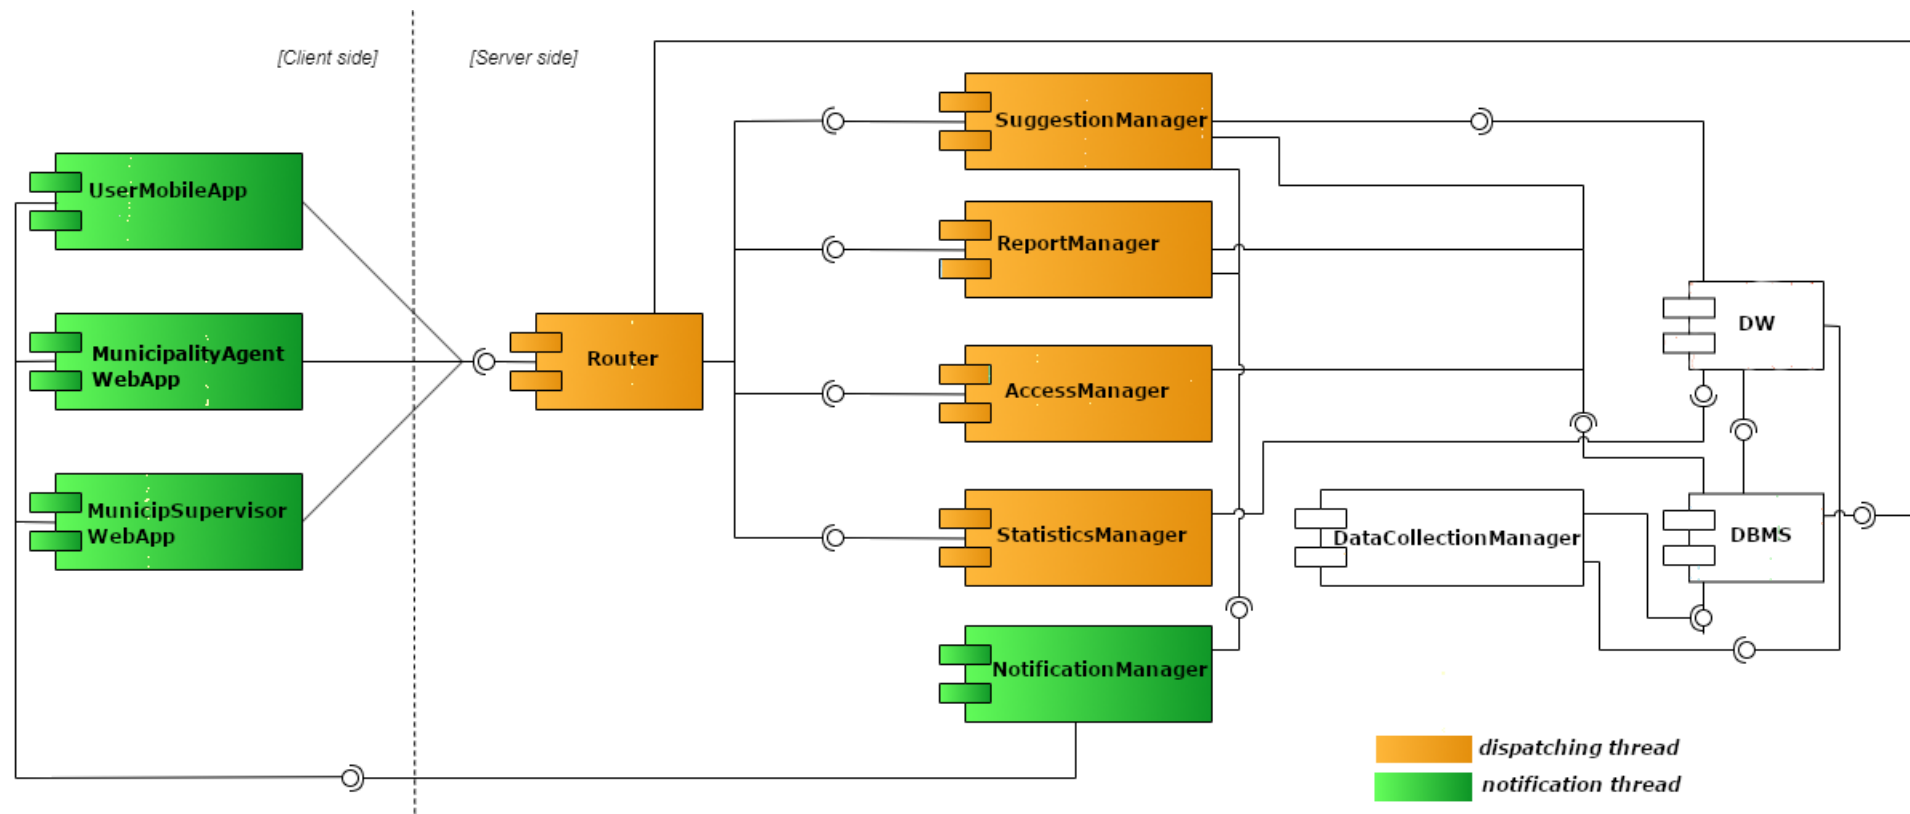 [Client side]
[Server side]
SuggestionManager
UserMobileApp
ReportManager
DW
MunicipalityAgent
WebApp
Router
AccessManager
MunicipSupervisor
WebApp
StatisticsManager
DataCollectionManager
DBMS
NotificationManager
dispatching thread
notification thread